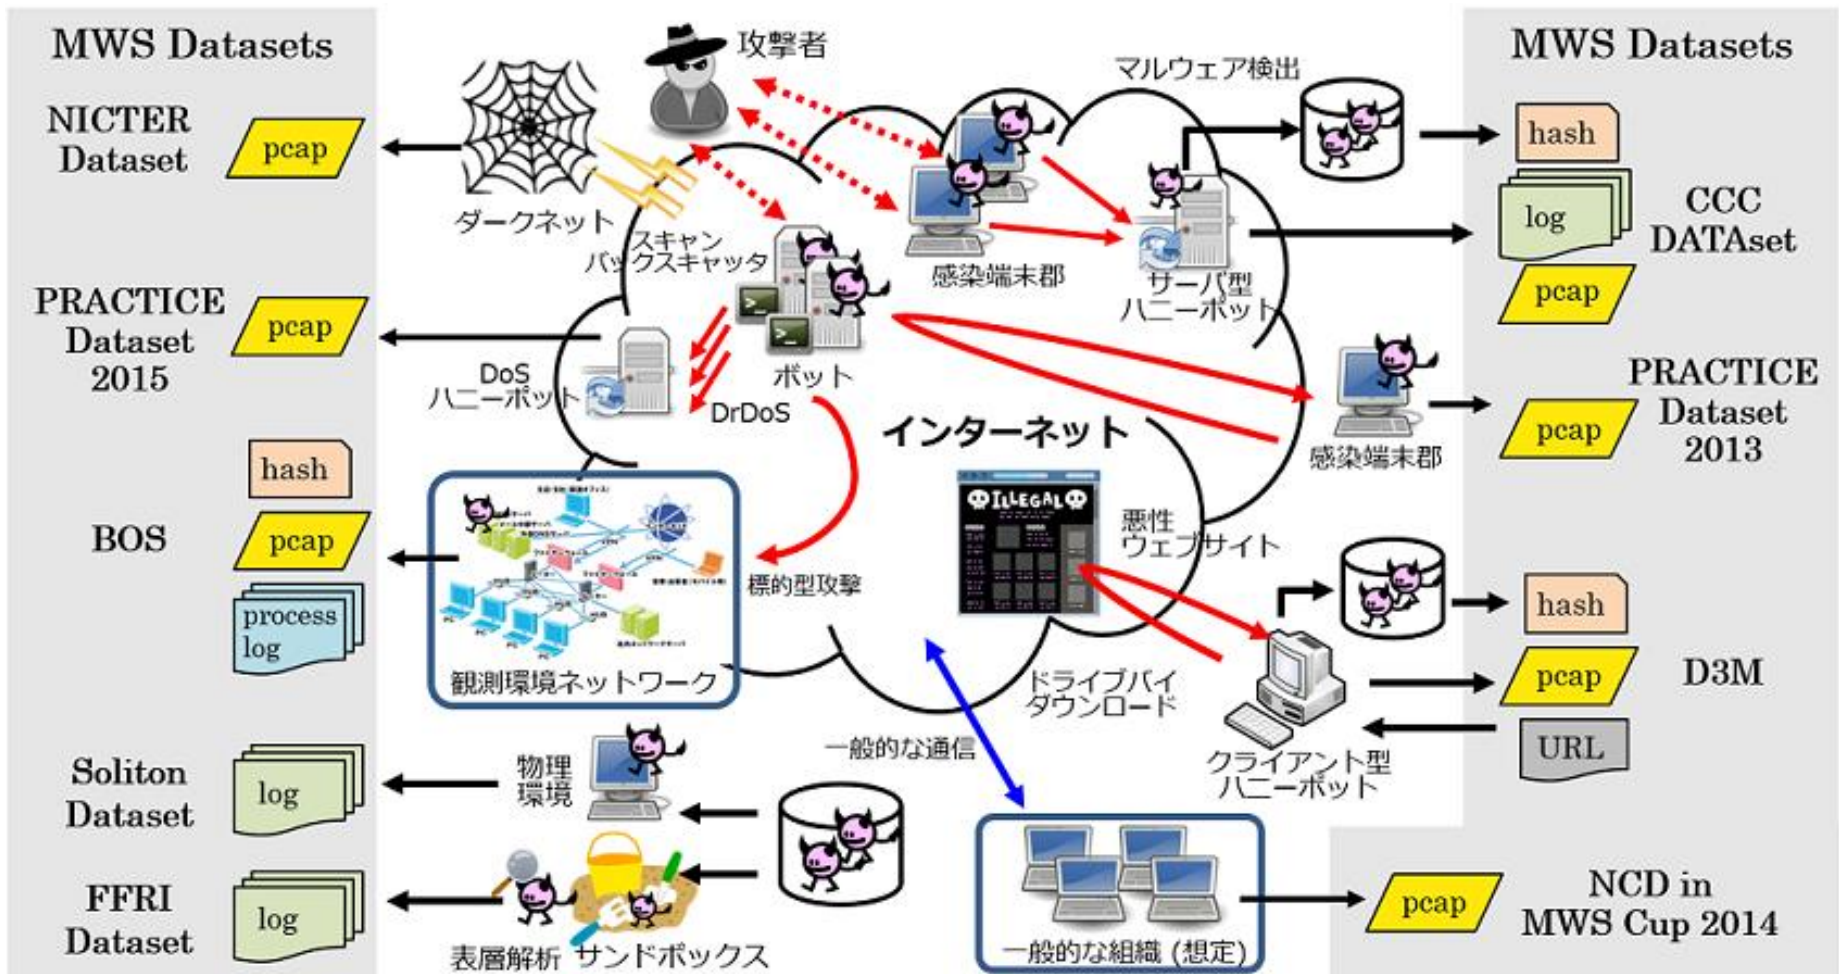 MWS Datasets
NICTER
Dataset
pcap
PRACTICE
Dataset
2015
pcap
hash
BOS
pcap
process
log
Soliton
Dataset
log
FFRI
Dataset
log
攻撃者
ダークネット
スキャン
バックスキャッタ
DoS
ハニーポット
ボット
DrDoS
感染端末郡
マルウェア検出
サーバ型
ハニーポット
インターネット
感染端末郡
ILLEGAL
悪性
ウェブサイト
標的型攻撃
観測環境ネットワーク
ドライブバイ
ダウンロード
一般的な通信
クライアント型
ハニーポット
物理
環境
表層解析
サンドボックス
一般的な組織 (想定)
MWS Datasets
hash
log
CCC
DATAset
pcap
PRACTICE
Dataset
2013
pcap
hash
pcap
D3M
URL
pcap
NCD in
MWS Cup 2014